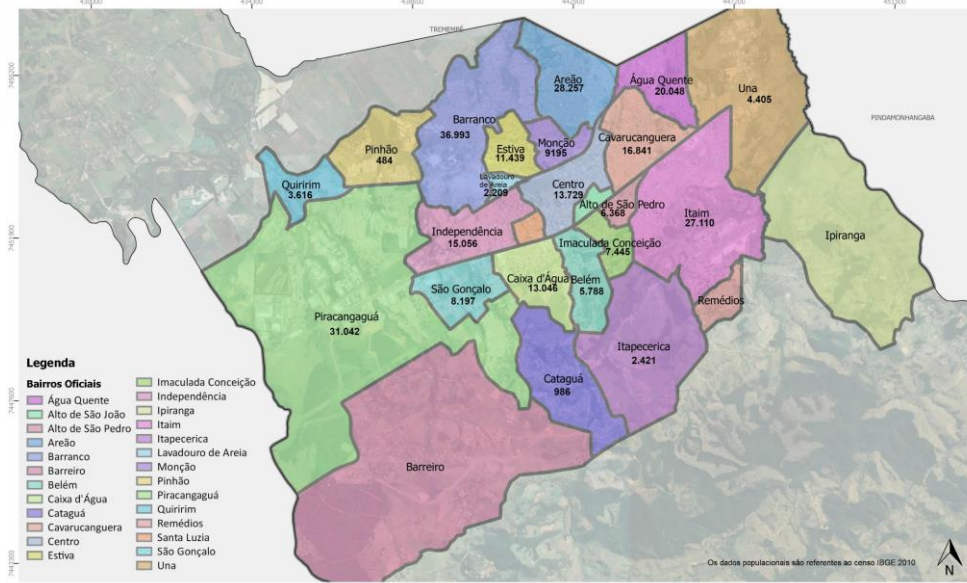 438000
434300
438600
442900
447200
451500
TREMEMBÉ
Areão
28.257
Água Quente
20.048
Una
4.405
PINDAMONHANGABA
Barranco
36.993
Estiva
11.439
Monção
9195
Cavarucanguera
16.841
Pinhão
484
Lavadouro
de Areia
2.209
Quiririm
3.616
Centro
13.729
Alto de São Pedro
6.368
Itaim
27.110
Independência
15.056
Imaculada Conceição
7.445
Ipiranga
Caixa d'Água
13.046
Belém
5.788
São Gonçalo
8.197
Remédios
Piracangaguá
31.042
Itapecerica
2.421
Cataguá
986
Barreiro
Legenda
Bairros Oficiais
Água Quente
Alto de São João
Alto de São Pedro
Areão
Barranco
Barreiro
Belém
Caixa d'Água
Cataguá
Cavarucanguera
Centro
Estiva
Imaculada Conceição
Independência
Ipiranga
Itaim
Itapecerica
Lavadouro de Areia
Monção
Pinhão
Piracangaguá
Quiririm
Remédios
Santa Luzia
São Gonçalo
Una
Os dados populacionais são referentes ao censo IBGE 2010
N